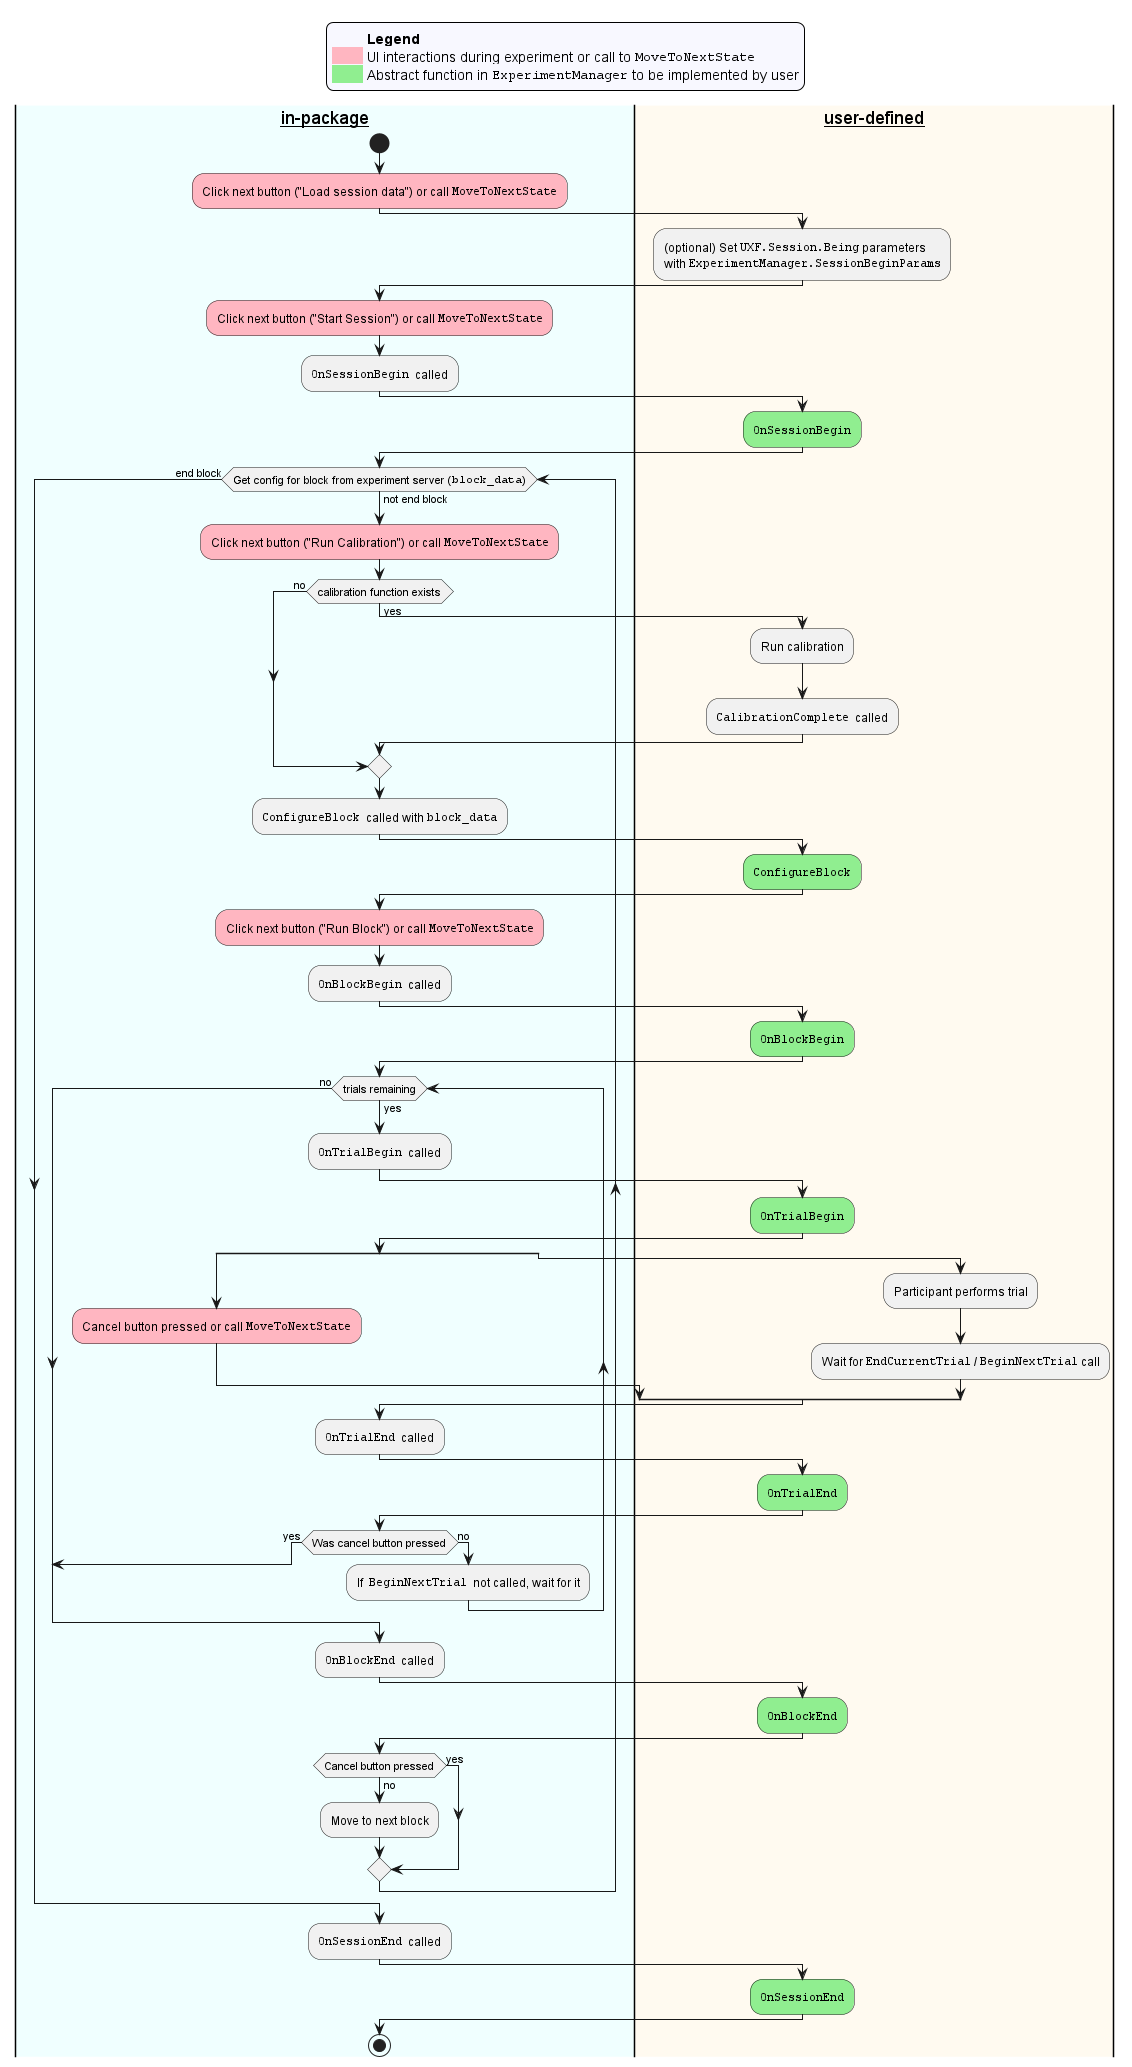 Legend
UI interactions during experiment or call to MoveToNextState
Abstract function in ExperimentManager to be implemented by user
in-package
user-defined
Click next button ("Load session data") or call MoveToNextState
(optional) Set UXF.Session.Being parameters
with ExperimentManager.SessionBeginParams
Click next button ("Start Session") or call MoveToNextState
OnSessionBegin called
OnSessionBegin
end block
Get config for block from experiment server (block_data)
not end block
Click next button ("Run Calibration") or call MoveToNextState
no
calibration function exists
yes
Run calibration
CalibrationComplete called
ConfigureBlock called with block_data
ConfigureBlock
Click next button ("Run Block") or call MoveToNextState
OnBlockBegin called
OnBlockBegin
no
trials remaining
yes
OnTrialBegin called
OnTrialBegin
Participant performs trial
Cancel button pressed or call MoveToNextState
Wait for EndCurrentTrial / BeginNextTrial call
OnTrialEnd called
OnTrialEnd
yes
Was cancel button pressed
no
If BeginNextTrial not called, wait for it
OnBlockEnd called
OnBlockEnd
Cancel button pressed
yes
no
Move to next block
OnSessionEnd called
OnSessionEnd